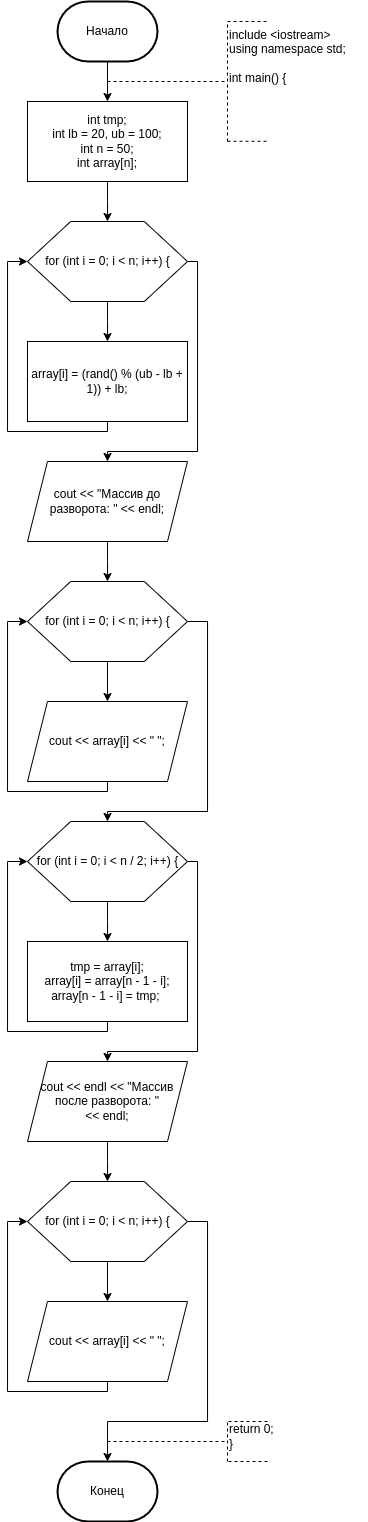 Начало
include <iostream>
using namespace std;
int main() {
int tmp;
int lb = 20, ub = 100;
int n = 50;
int array[n];
for (int i = 0; i < n; i++) {
array[i] = (rand() % (ub - lb +
1)) + lb;
cout << "Массив до
разворота: " << endl;
for (int i = 0; i < n; i++) {
cout << array[i] << " ";
for (int i = 0; i < n / 2; i++) {
tmp = array[i];
array[i] = array[n - 1 - i];
array[n - 1 - i] = tmp;
cout << endl << "Массив
после разворота: "
<< endl;
for (int i = 0; i < n; i++) {
cout << array[i] << " ";
return 0;
}
Конец